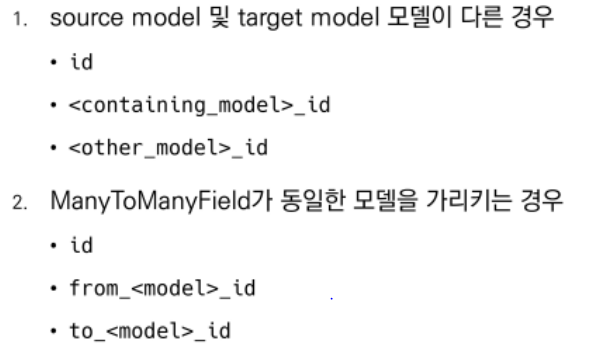 1. source model 및 target model 모델이 다른 경우
• id
• <containing_model>_id
• <other_model>_id
2. ManyToManyField가 동일한 모델을 가리키는 경우
• id
• from_<model>_id
• to_<model>_id